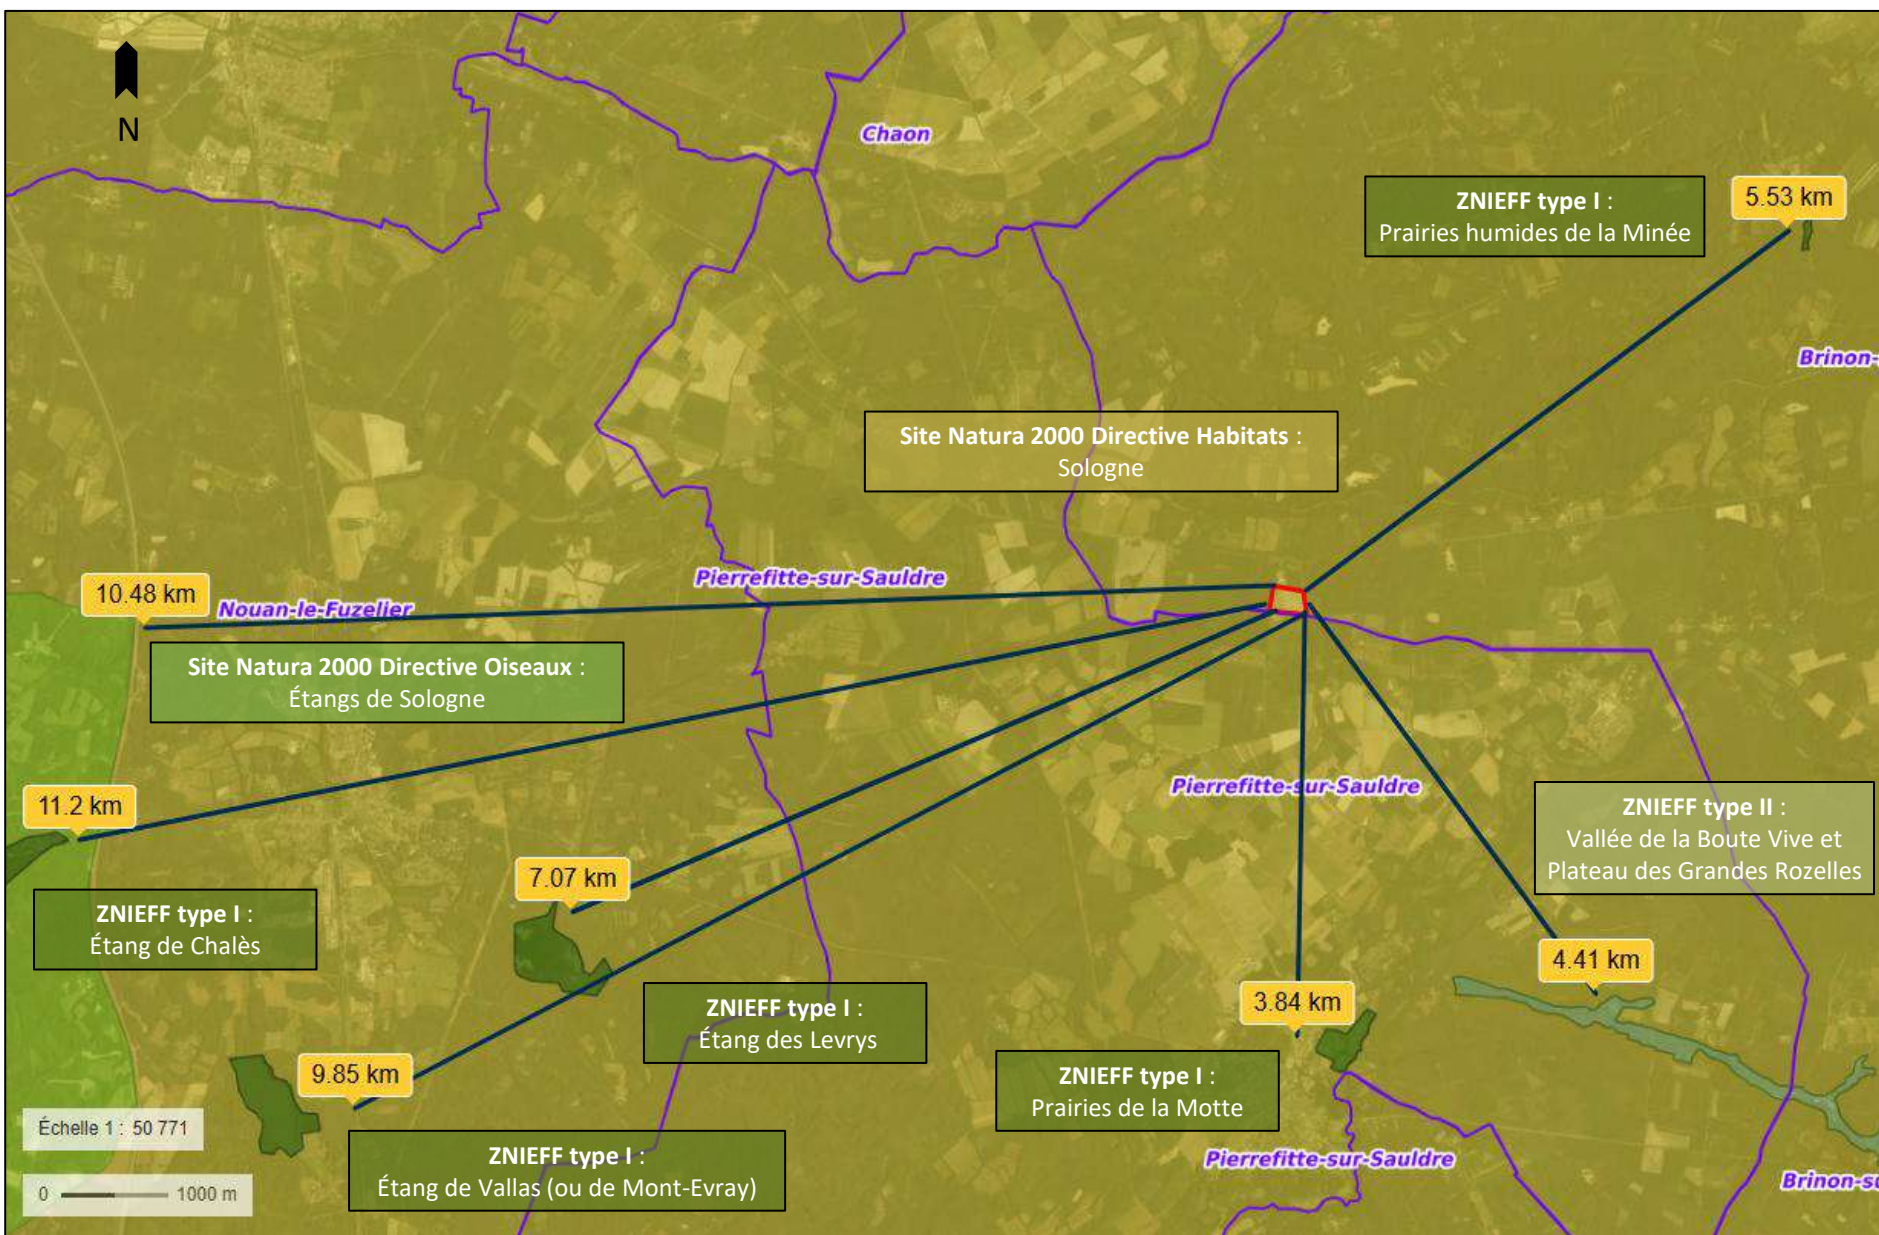 N
Chaon
ZNIEFF type I :
Prairies humides de la Minée
5.53 km
Brinon-
Site Natura 2000 Directive Habitats :
Sologne
Pierrefitte-sur-Sauldre
10.48 km
Nouan-le-Fuzelier
Site Natura 2000 Directive Oiseaux :
Étangs de Sologne
Pierrefitte-sur-Sauldre
11.2 km
ZNIEFF type II :
Vallée de la Boute Vive et
Plateau des Grandes Rozelles
7.07 km
ZNIEFF type I :
Étang de Chalès
4.41 km
3.84 km
ZNIEFF type I :
Étang des Levrys
9.85 km
ZNIEFF type I :
Prairies de la Motte
Échelle 1 : 50 771
ZNIEFF type I :
Étang de Vallas (ou de Mont-Evray)
Pierrefitte-sur-Sauldre
Brinon-su
0 1000 m